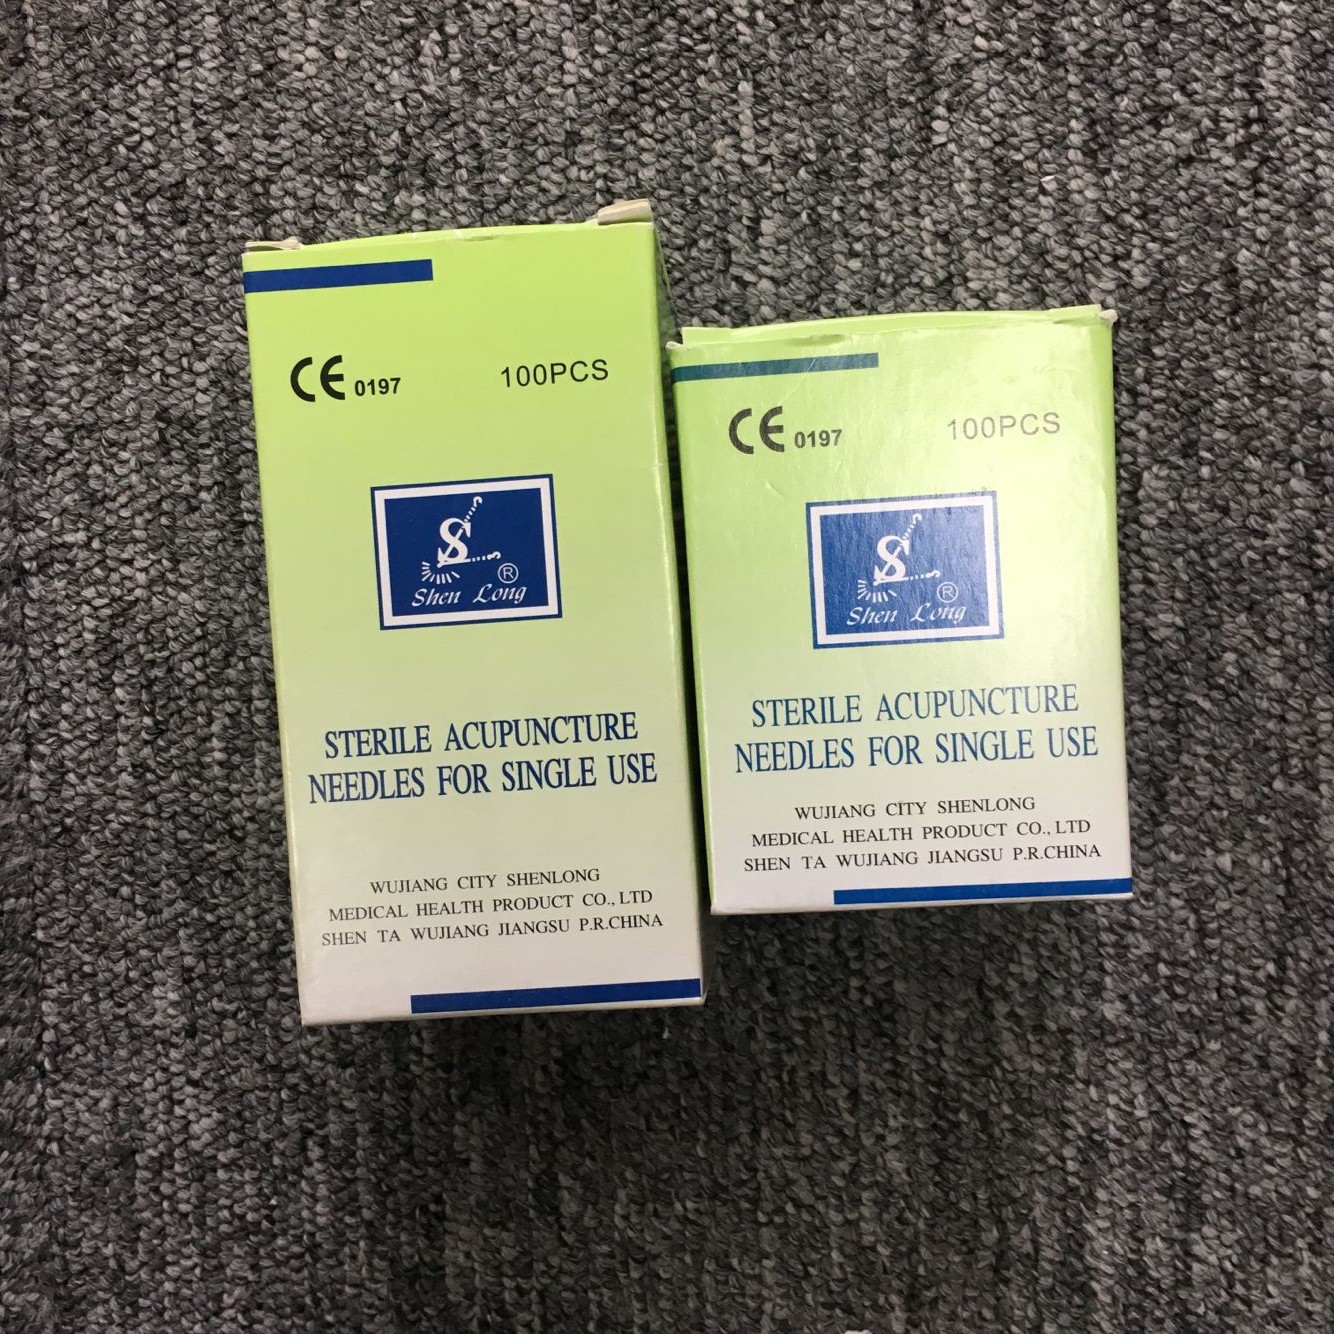 CE 0197 100PCS
SL
®
Shen Long
STERILE ACUPUNCTURE
NEEDLES FOR SINGLE USE
WUJIANG CITY SHENLONG
MEDICAL HEALTH PRODUCT CO., LTD
SHEN TA WUJIANG JIANGSU P.R.CHINA
CE 0197 100PCS
SL
®
Shen Long
STERILE ACUPUNCTURE
NEEDLES FOR SINGLE USE
WUJIANG CITY SHENLONG
MEDICAL HEALTH PRODUCT CO., LTD
SHEN TA WUJIANG JIANGSU P.R.CHINA